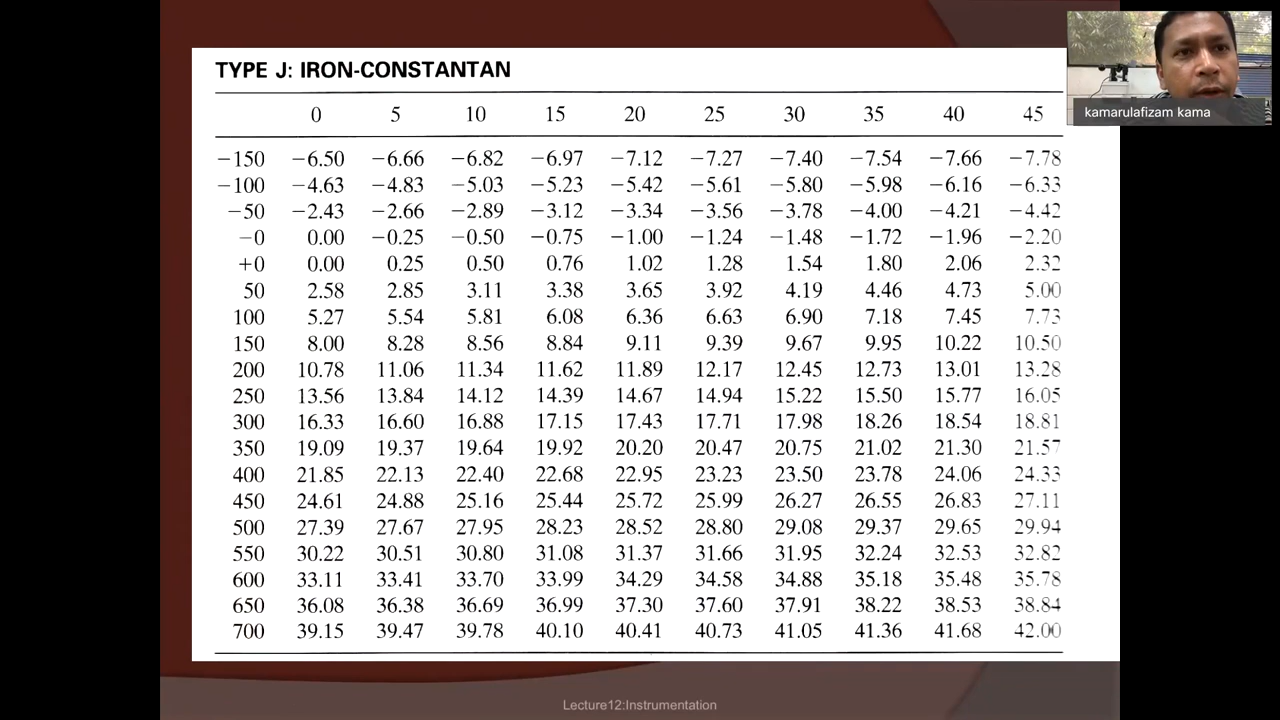 TYPE J: IRON-CONSTANTAN
0 5 10 15 20 25 30 35 40 45
−150 −6.50 −6.66 −6.82 −6.97 −7.12 −7.27 −7.40 −7.54 −7.66 −7.78
−100 −4.63 −4.83 −5.03 −5.23 −5.42 −5.61 −5.80 −5.98 −6.16 −6.33
−50 −2.43 −2.66 −2.89 −3.12 −3.34 −3.56 −3.78 −4.00 −4.21 −4.42
−0 0.00 −0.25 −0.50 −0.75 −1.00 −1.24 −1.48 −1.72 −1.96 −2.20
+0 0.00 0.25 0.50 0.76 1.02 1.28 1.54 1.80 2.06 2.32
50 2.58 2.85 3.11 3.38 3.65 3.92 4.19 4.46 4.73 5.00
100 5.27 5.54 5.81 6.08 6.36 6.63 6.90 7.18 7.45 7.73
150 8.00 8.28 8.56 8.84 9.11 9.39 9.67 9.95 10.22 10.50
200 10.78 11.06 11.34 11.62 11.89 12.17 12.45 12.73 13.01 13.28
250 13.56 13.84 14.12 14.39 14.67 14.94 15.22 15.50 15.77 16.05
300 16.33 16.60 16.88 17.15 17.43 17.71 17.98 18.26 18.54 18.81
350 19.09 19.37 19.64 19.92 20.20 20.47 20.75 21.02 21.30 21.57
400 21.85 22.13 22.40 22.68 22.95 23.23 23.50 23.78 24.06 24.33
450 24.61 24.88 25.16 25.44 25.72 25.99 26.27 26.55 26.83 27.11
500 27.39 27.67 27.95 28.23 28.52 28.80 29.08 29.37 29.65 29.94
550 30.22 30.51 30.80 31.08 31.37 31.66 31.95 32.24 32.53 32.82
600 33.11 33.41 33.70 33.99 34.29 34.58 34.88 35.18 35.48 35.78
650 36.08 36.38 36.69 36.99 37.30 37.60 37.91 38.22 38.53 38.84
700 39.15 39.47 39.78 40.10 40.41 40.73 41.05 41.36 41.68 42.00
Lecture12:Instrumentation
kamarulafizam kama